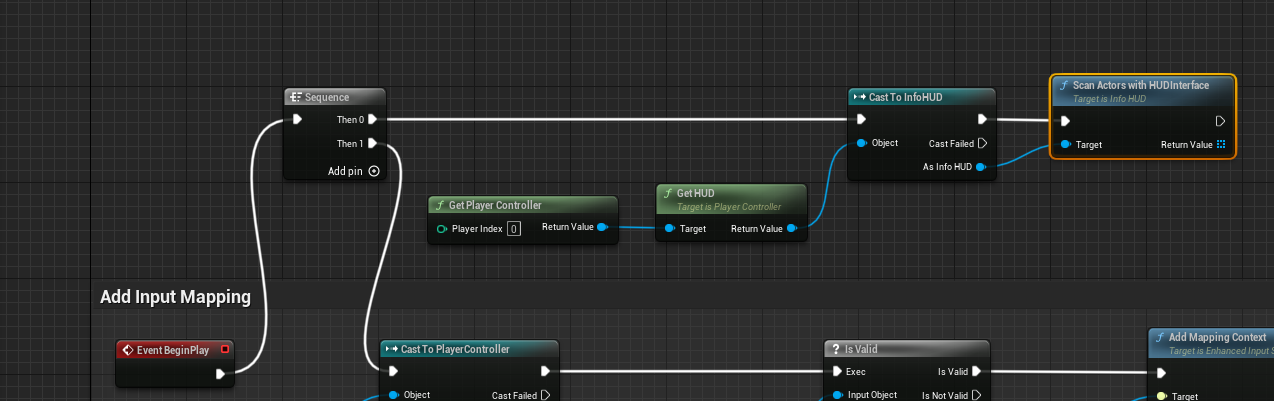 Sequence
Then 0
Then 1
Add pin
Cast To InfoHUD
Object
Cast Failed
As Info HUD
Scan Actors with HUDInterface
Target is Info HUD
Target
Return Value
Get Player Controller
Player Index 0
Return Value
Get HUD
Target is Player Controller
Target
Return Value
Add Input Mapping
Event BeginPlay
Cast To PlayerController
Object
Cast Failed
Is Valid
Exec
Is Valid
Input Object
Is Not Valid
Add Mapping Context
Target is Enhanced Input S
Target